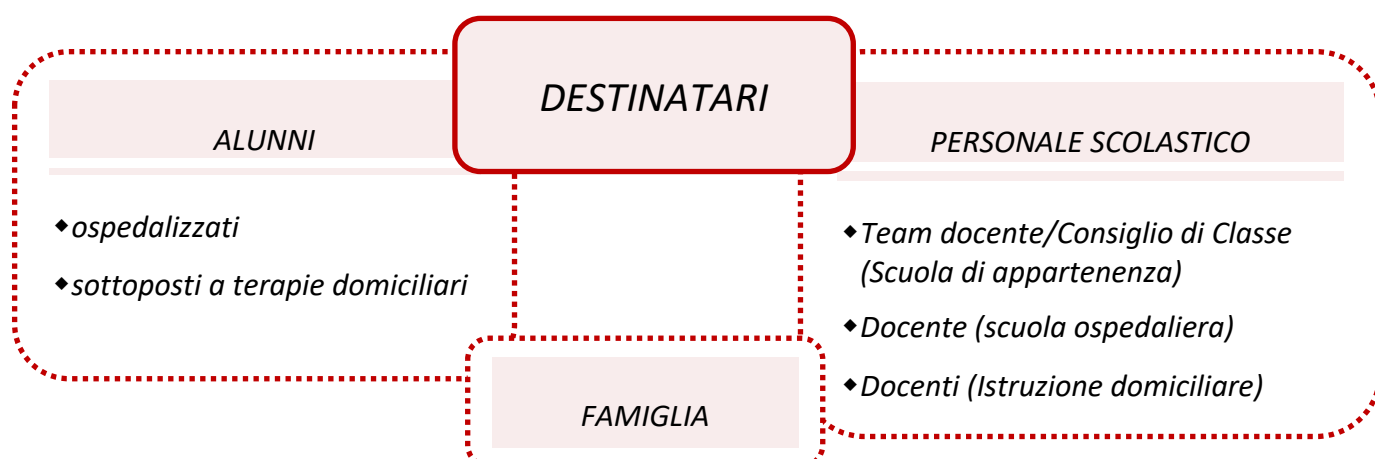 DESTINATARI
ALUNNI
◆ospedalizzati
◆sottoposti a terapie domiciliari
PERSONALE SCOLASTICO
◆Team docente/Consiglio di Classe
(Scuola di appartenenza)
◆Docente (scuola ospedaliera)
◆Docenti (Istruzione domiciliare)
FAMIGLIA